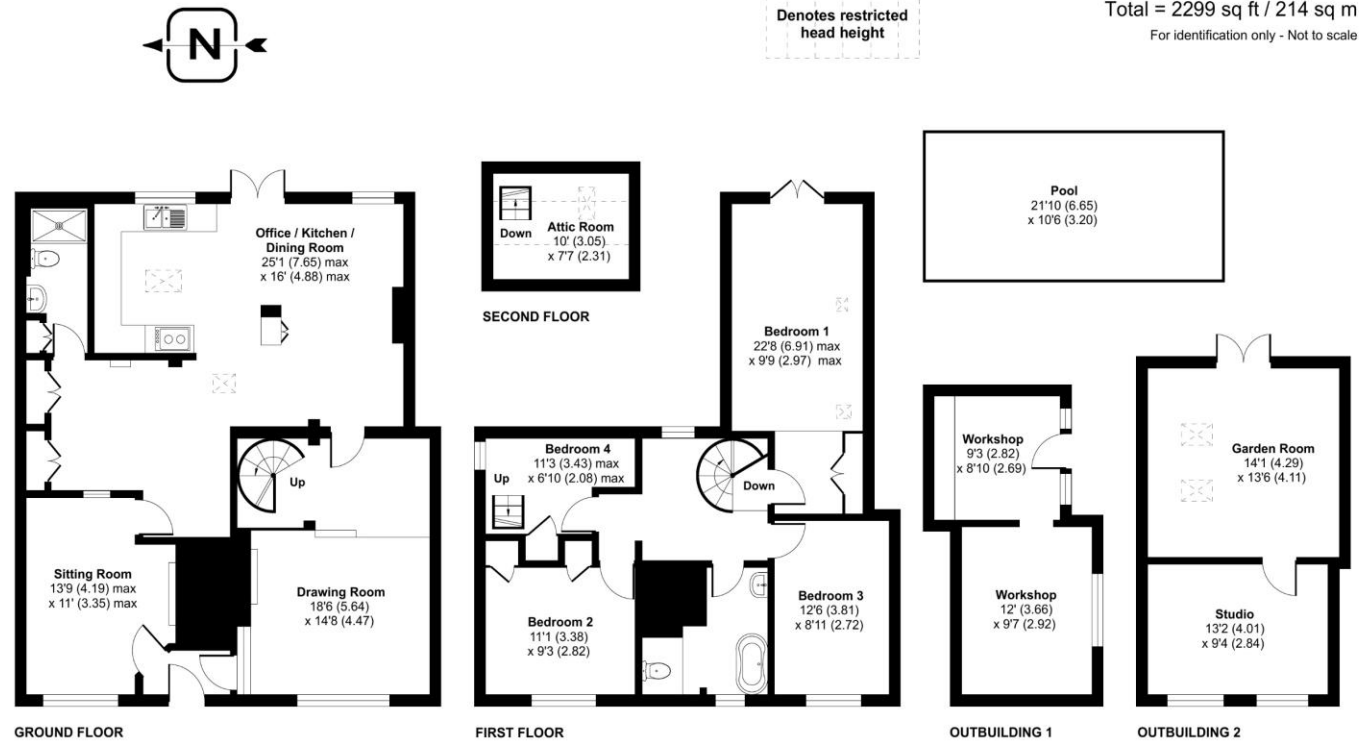 N
Denotes restricted
head height
Total = 2299 sq ft / 214 sq m
For identification only - Not to scale
Office / Kitchen /
Dining Room
25'1 (7.65) max
x 16' (4.88) max
Up
Sitting Room
13'9 (4.19) max
x 11' (3.35) max
Drawing Room
18'6 (5.64)
x 14'8 (4.47)
GROUND FLOOR
Down
Attic Room
10' (3.05)
x 7'7 (2.31)
SECOND FLOOR
Bedroom 1
22'8 (6.91) max
x 9'9 (2.97) max
Bedroom 4
11'3 (3.43) max
x 6'10 (2.08) max
Up
Down
Bedroom 2
11'1 (3.38)
x 9'3 (2.82)
Bedroom 3
12'6 (3.81)
x 8'11 (2.72)
FIRST FLOOR
Pool
21'10 (6.65)
x 10'6 (3.20)
Workshop
9'3 (2.82)
x 8'10 (2.69)
Workshop
12' (3.66)
x 9'7 (2.92)
OUTBUILDING 1
Garden Room
14'1 (4.29)
x 13'6 (4.11)
Studio
13'2 (4.01)
x 9'4 (2.84)
OUTBUILDING 2